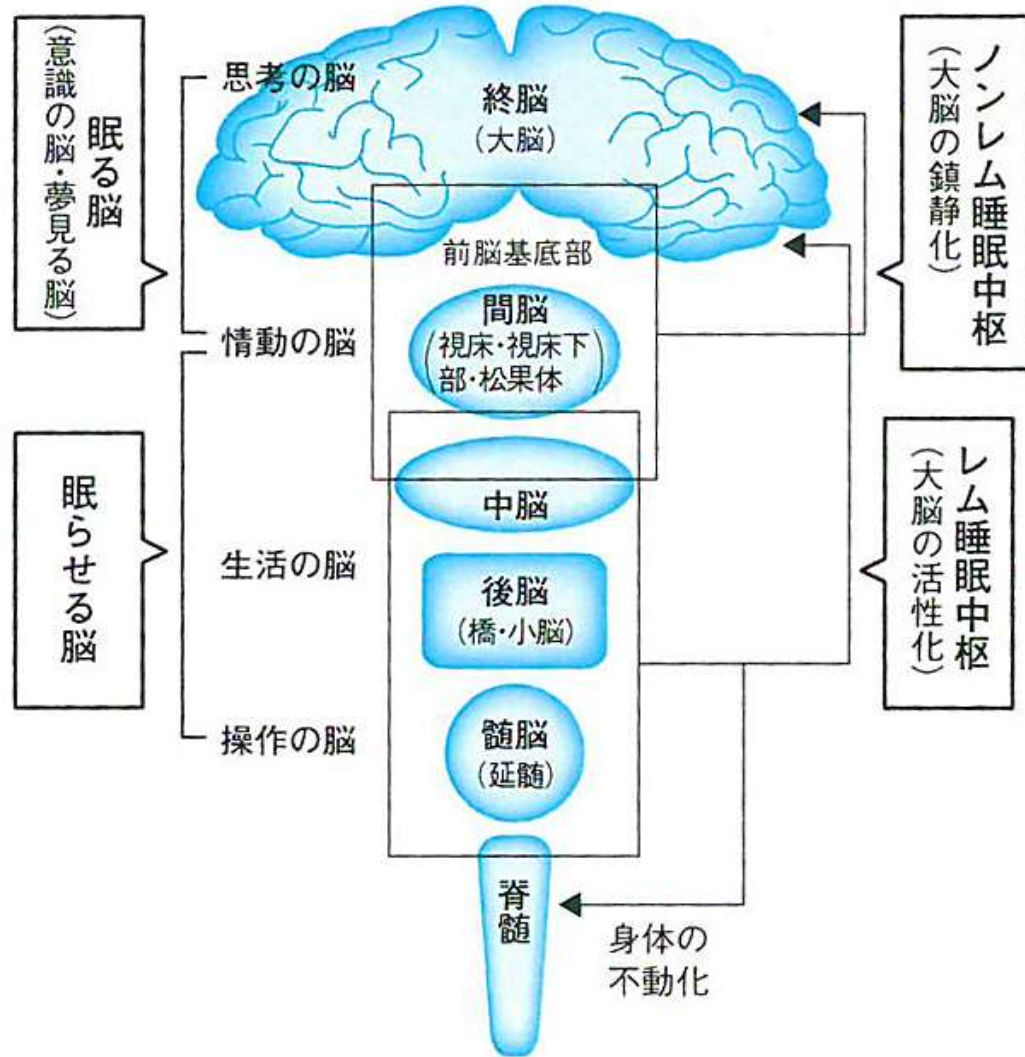 眠る脳
（意識の脳・夢見る脳）
眠らせる脳
思考の脳
情動の脳
生活の脳
操作の脳
終脳
（大脳）
前脳基底部
間脳
（視床・視床下
部・松果体）
中脳
後脳
（橋・小脳）
髄脳
（延髄）
脊髄
身体の
不動化
ノンレム睡眠中枢
（大脳の鎮静化）
レム睡眠中枢
（大脳の活性化）